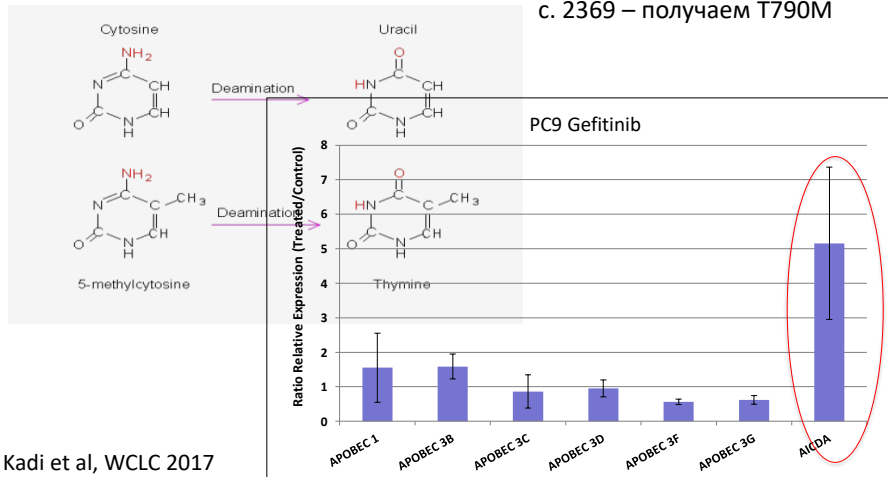 с. 2369 – получаем T790M
Cytosine
Uracil
NH2
N
CH
C
C
CH
O
N
H
Deamination
O
C
HN
CH
C
CH
O
N
H
NH2
C
N
C
CH3
C
CH
O
N
H
5-methylcytosine
Deamination
O
C
HN
C
CH3
C
CH
O
N
H
Thymine
PC9 Gefitinib
Ratio Relative Expression (Treated/Control)
8
7
6
5
4
3
2
1
0
APOBEC 1
APOBEC 3B
APOBEC 3C
APOBEC 3D
APOBEC 3F
APOBEC 3G
AICDA
Kadi et al, WCLC 2017